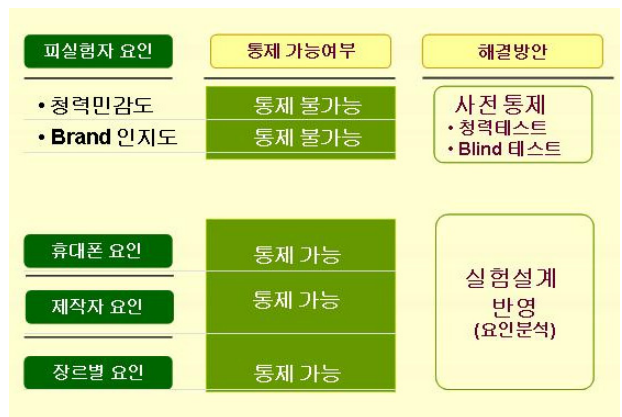 피실험자 요인
통제 가능여부
해결방안
• 청력민감도
통제 불가능
• Brand 인지도
통제 불가능
사전통제
• 청력테스트
• Blind 테스트
휴대폰 요인
통제 가능
제작자 요인
통제 가능
장르별 요인
통제 가능
실험설계
반영
(요인분석)